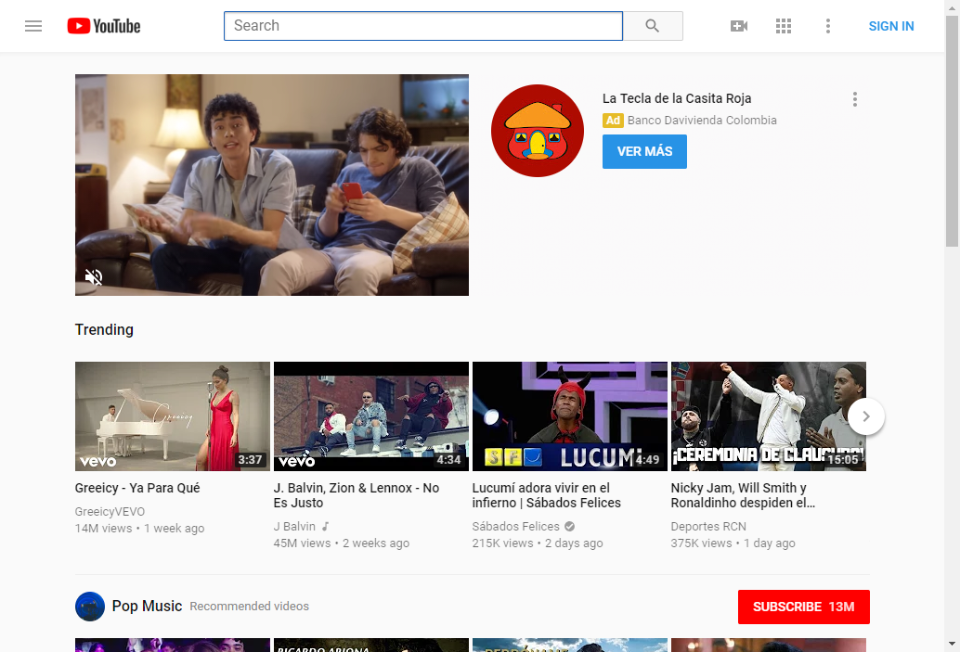 YouTube
Search
SIGN IN
La Tecla de la Casita Roja
Ad Banco Davivienda Colombia
VER MÁS
Trending
Greeicy
vevo
3:37
vevo
4:34
SFD LUCUMÍ
4:49
¡CEREMONIA DE CLAUSURA!
15:05
Greeicy - Ya Para Qué
GreeicyVEVO
14M views • 1 week ago
J. Balvin, Zion & Lennox - No
Es Justo
J Balvin
45M views • 2 weeks ago
Lucumí adora vivir en el
infierno | Sábados Felices
Sábados Felices
215K views • 2 days ago
Nicky Jam, Will Smith y
Ronaldinho despiden el...
Deportes RCN
375K views • 1 day ago
Pop Music Recommended videos
SUBSCRIBE 13M